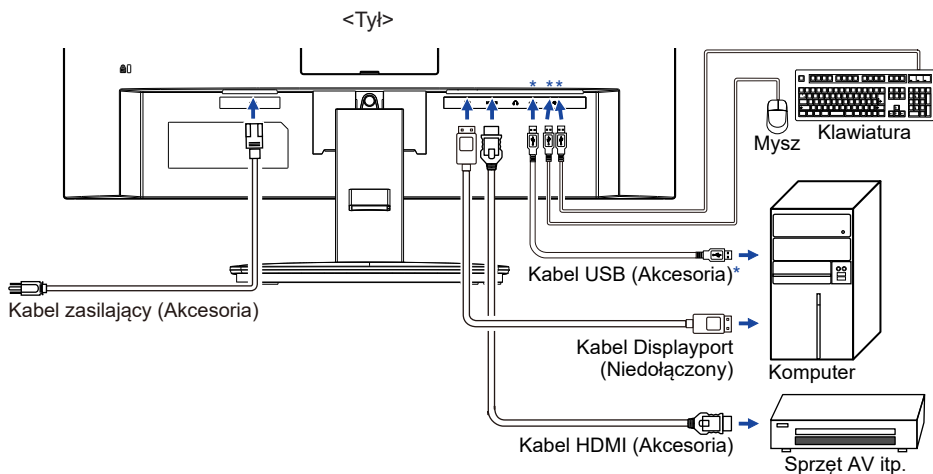 <Tył>
* * *
Mysz
Klawiatura
Kabel USB (Akcesoria)*
Kabel zasilający (Akcesoria)
Kabel Displayport
(Niedołączony)
Komputer
Kabel HDMI (Akcesoria)
Sprzęt AV itp.